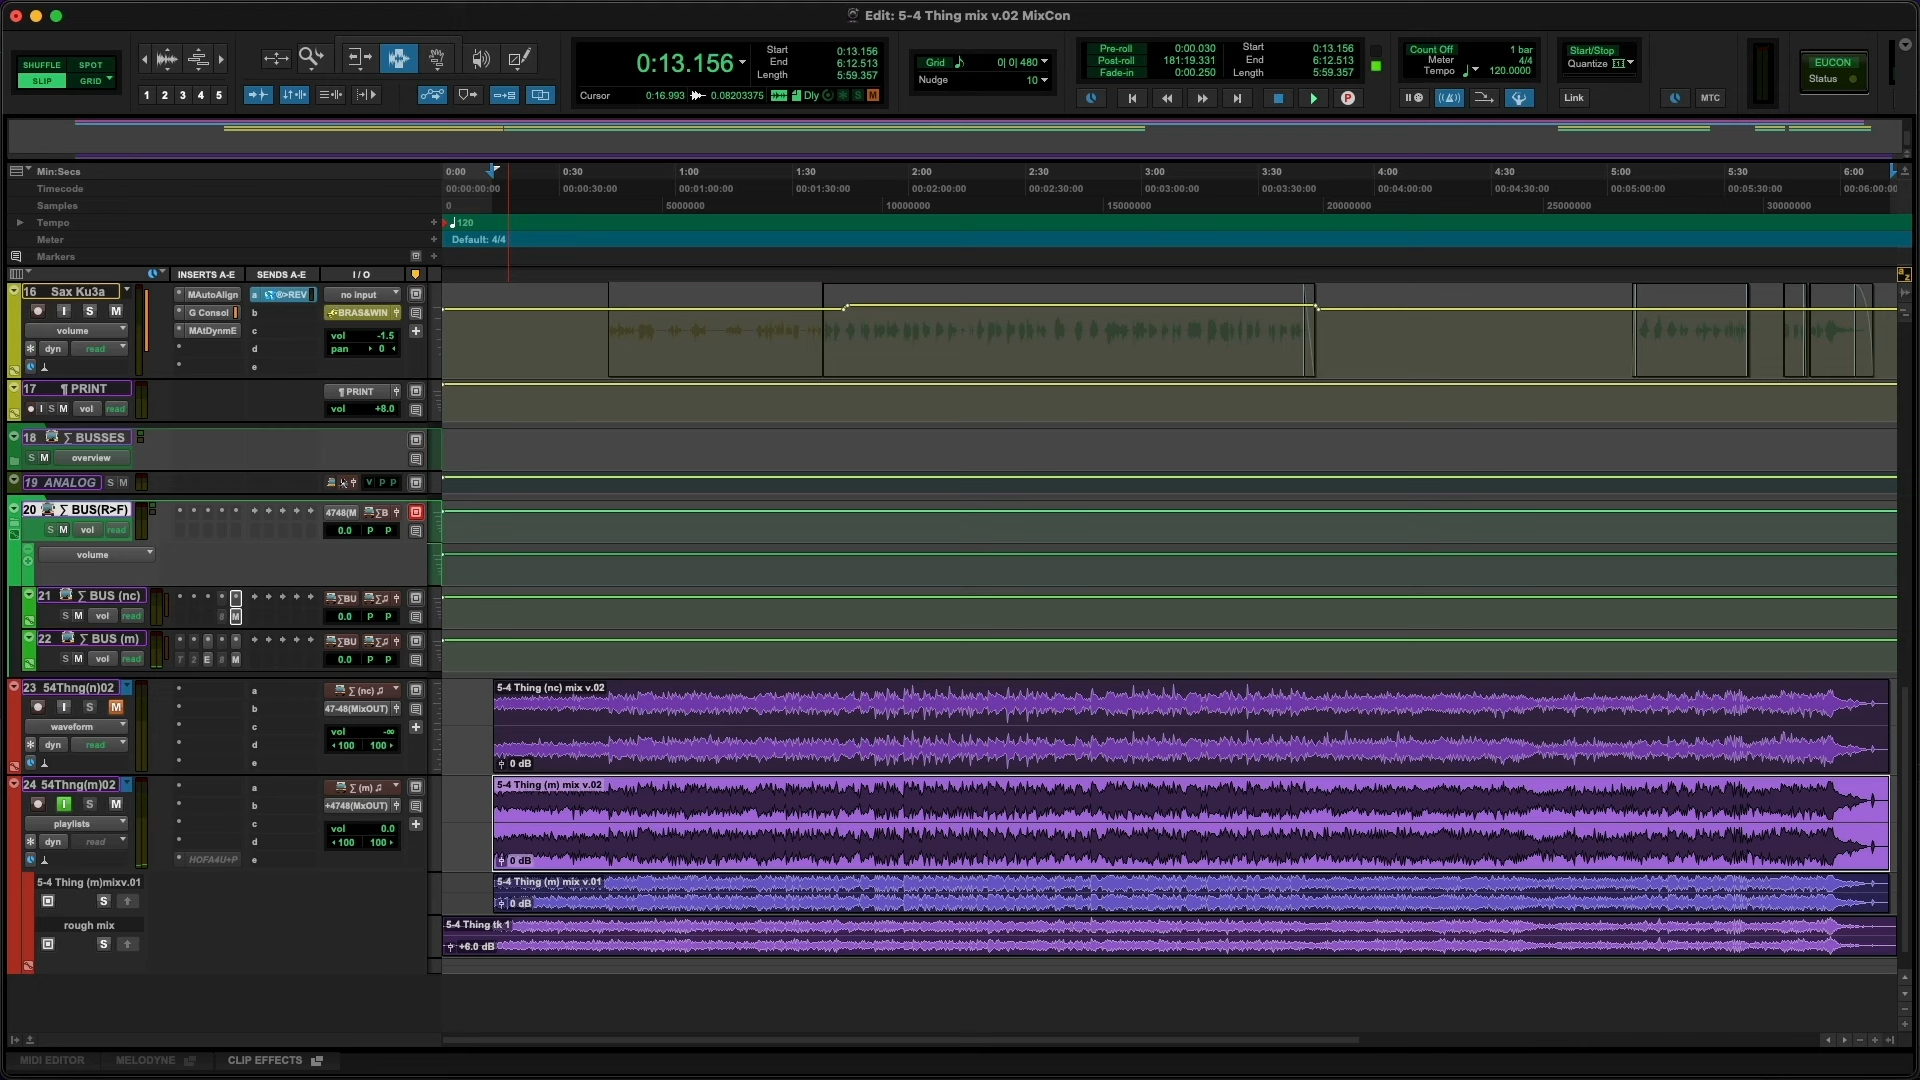 Edit: 5-4 Thing mix v.02 MixCon
SHUFFLE SPOT
SLIP GRID
1 2 3 4 5
0:13.156
Start 0:13.156
End 6:12.513
Length 5:59.357
Cursor 0:16.993 0.08203375 Dly S M
Grid 0| 0| 480
Nudge 10
Pre-roll 0:00.030
Post-roll 181:19.331
Fade-in 0:00.250
Start 0:13.156
End 6:12.513
Length 5:59.357
Count Off 1 bar
Meter 4/4
Tempo 120.0000
Start/Stop
Quantize
Link
MTC
EUCON
Status
Min:Secs 0:00 0:30 1:00 1:30 2:00 2:30 3:00 3:30 4:00 4:30 5:00 5:30 6:00
Timecode 00:00:00:00 00:00:30:00 00:01:00:00 00:01:30:00 00:02:00:00 00:02:30:00 00:03:00:00 00:03:30:00 00:04:00:00 00:04:30:00 00:05:00:00 00:05:30:00 00:06:00:00
Samples 0 5000000 10000000 15000000 20000000 25000000 30000000
Tempo 120
Meter Default: 4/4
Markers
INSERTS A-E SENDS A-E I / O
16 Sax Ku3a
I S M
volume
dyn read
MAutoAlign
G Consol
MAtDynmE
a >REV
b
c
d
e
no input
BRAS&WIN
vol -1.5
pan 0
17 ¶ PRINT
I S M vol read
¶ PRINT
vol +8.0
18 ∑ BUSSES
S M overview
19 ANALOG S M V P P
20 ∑ BUS(R>F)
S M vol read
4748(M ∑B
0.0 P P
volume
21 ∑ BUS (nc)
S M vol read
8 M
∑BU ∑♫
0.0 P P
22 ∑ BUS (m)
S M vol read
T 2 E 8 M
∑BU ∑♫
0.0 P P
23 54Thng(n)02
I S M
waveform
dyn read
a
b
c
d
e
∑ (nc) ♫
47-48(MixOUT)
vol -∞
100 100
5-4 Thing (nc) mix v.02
0 dB
24 54Thng(m)02
I S M
playlists
dyn read
HOFA4U+P
a
b
c
d
e
∑ (m) ♫
+4748(MxOUT)
vol 0.0
100 100
5-4 Thing (m) mix v.02
0 dB
5-4 Thing (m)mixv.01
S
5-4 Thing (m) mix v.01
0 dB
rough mix
S
5-4 Thing tk 1
+6.0 dB
MIDI EDITOR MELODYNE CLIP EFFECTS